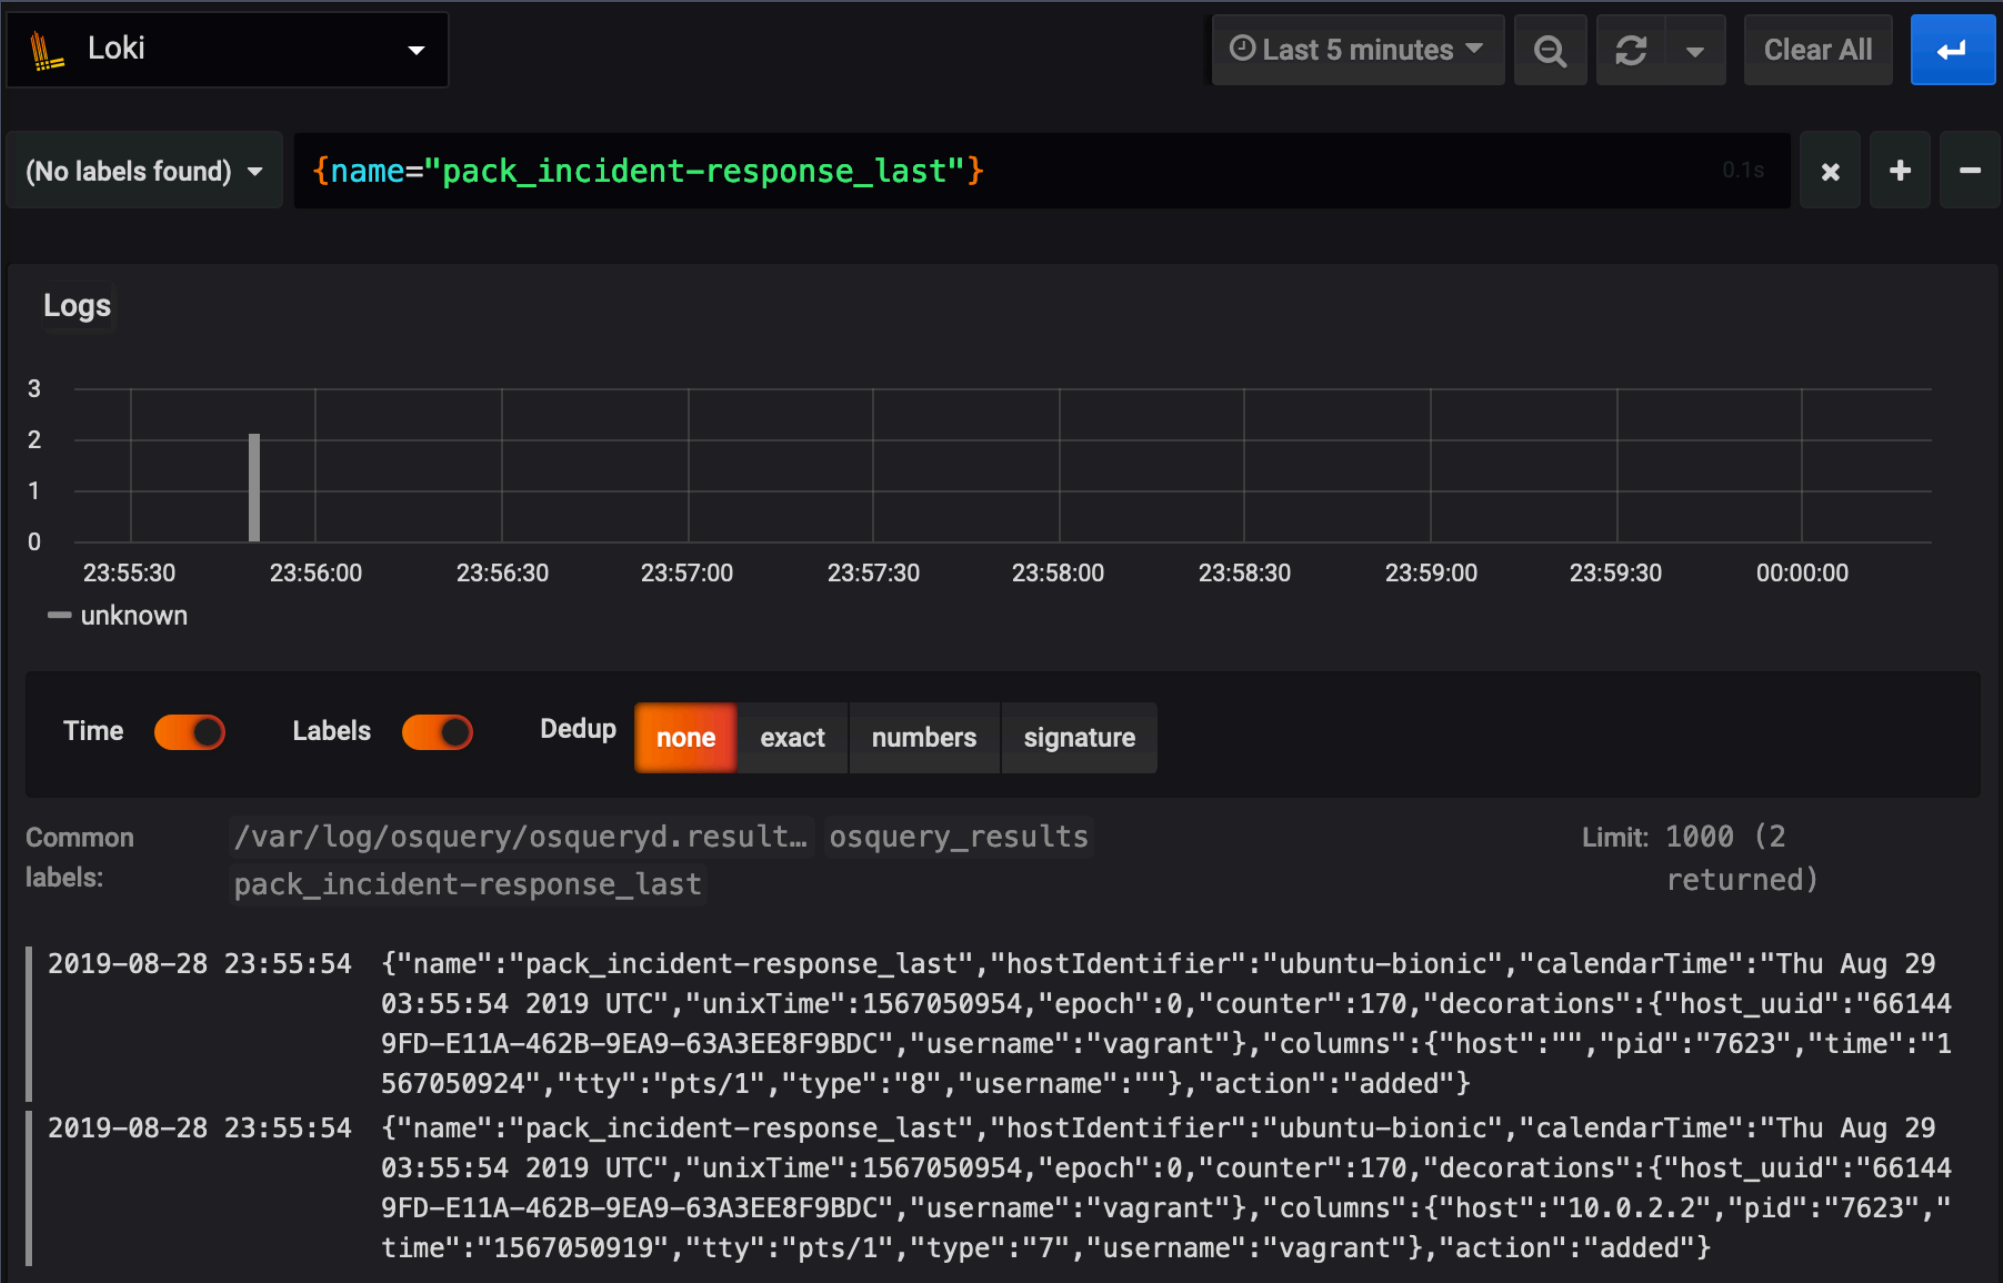 Loki
Last 5 minutes
Clear All
(No labels found)
{name="pack_incident-response_last"}
0.1s
Logs
3
2
1
0
23:55:30 23:56:00 23:56:30 23:57:00 23:57:30 23:58:00 23:58:30 23:59:00 23:59:30 00:00:00
unknown
Time Labels Dedup none exact numbers signature
Common labels: /var/log/osquery/osqueryd.result… osquery_results
pack_incident-response_last
Limit: 1000 (2
returned)
2019-08-28 23:55:54 {"name":"pack_incident-response_last","hostIdentifier":"ubuntu-bionic","calendarTime":"Thu Aug 29
03:55:54 2019 UTC","unixTime":1567050954,"epoch":0,"counter":170,"decorations":{"host_uuid":"66144
9FD-E11A-462B-9EA9-63A3EE8F9BDC","username":"vagrant"},"columns":{"host":"","pid":"7623","time":"1
567050924","tty":"pts/1","type":"8","username":""},"action":"added"}
2019-08-28 23:55:54 {"name":"pack_incident-response_last","hostIdentifier":"ubuntu-bionic","calendarTime":"Thu Aug 29
03:55:54 2019 UTC","unixTime":1567050954,"epoch":0,"counter":170,"decorations":{"host_uuid":"66144
9FD-E11A-462B-9EA9-63A3EE8F9BDC","username":"vagrant"},"columns":{"host":"10.0.2.2","pid":"7623","
time":"1567050919","tty":"pts/1","type":"7","username":"vagrant"},"action":"added"}